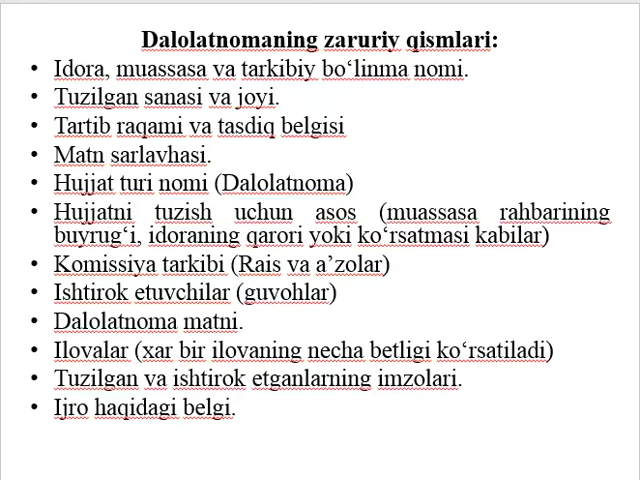 Dalolatnomaning zaruriy qismlari:
• Idora, muassasa va tarkibiy bo‘linma nomi.
• Tuzilgan sanasi va joyi.
• Tartib raqami va tasdiq belgisi
• Matn sarlavhasi.
• Hujjat turi nomi (Dalolatnoma)
• Hujjatni tuzish uchun asos (muassasa rahbarining
buyrug‘i, idoraning qarori yoki ko‘rsatmasi kabilar)
• Komissiya tarkibi (Rais va a’zolar)
• Ishtirok etuvchilar (guvohlar)
• Dalolatnoma matni.
• Ilovalar (xar bir ilovaning necha betligi ko‘rsatiladi)
• Tuzilgan va ishtirok etganlarning imzolari.
• Ijro haqidagi belgi.